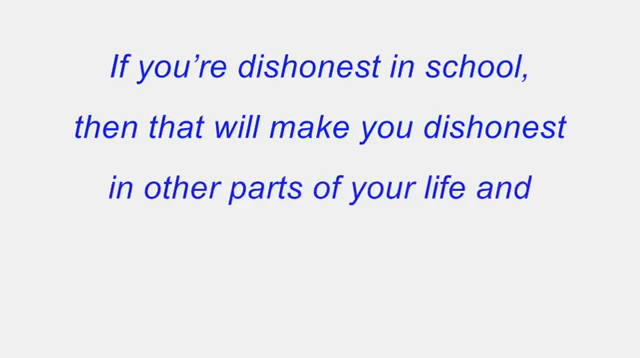 If you’re dishonest in school,
then that will make you dishonest
in other parts of your life and